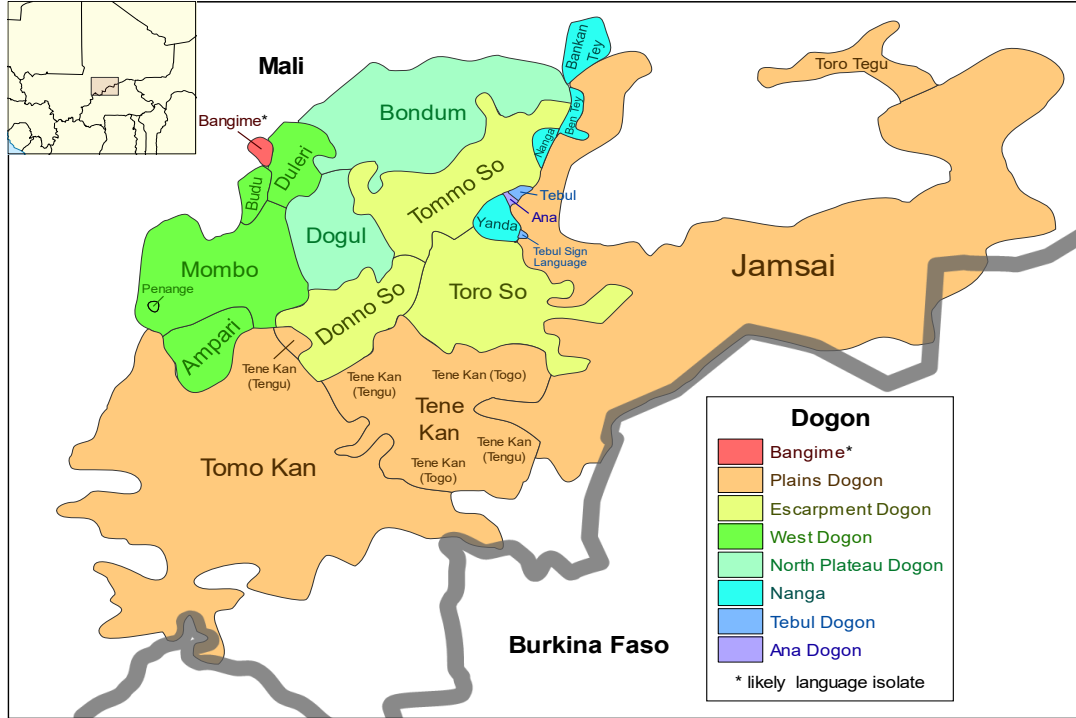 Mali
Bankan
Tey
Toro Tegu
Bondum
Ben Tey
Bangime*
Duleri
Nanga
Budu
Tommo So
Tebul
Ana
Yanda
Dogul
Tebul Sign
Language
Mombo
Jamsai
Penange
Toro So
Donno So
Ampari
Tene Kan
(Tengu)
Tene Kan
(Tengu)
Tene Kan (Togo)
Tene
Kan
Tene Kan
(Tengu)
Tomo Kan
Tene Kan
(Togo)
Burkina Faso
Dogon
Bangime*
Plains Dogon
Escarpment Dogon
West Dogon
North Plateau Dogon
Nanga
Tebul Dogon
Ana Dogon
* likely language isolate